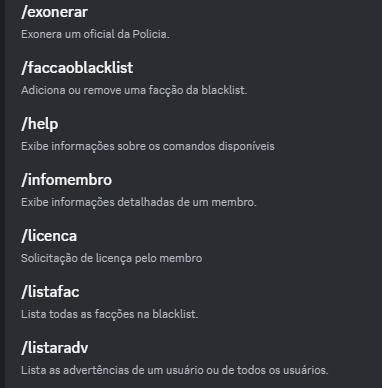 /exonerar
Exonera um oficial da Policia.
/faccaoblacklist
Adiciona ou remove uma facção da blacklist.
/help
Exibe informações sobre os comandos disponíveis
/infomembro
Exibe informações detalhadas de um membro.
/licenca
Solicitação de licença pelo membro
/listafac
Lista todas as facções na blacklist.
/listaradv
Lista as advertências de um usuário ou de todos os usuários.